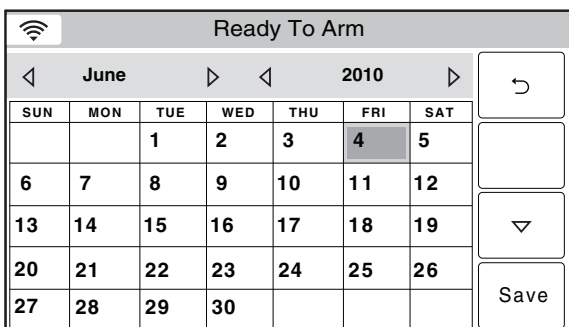 Ready To Arm
June 2010
SUN MON TUE WED THU FRI SAT
1 2 3 4 5
6 7 8 9 10 11 12
13 14 15 16 17 18 19
20 21 22 23 24 25 26
27 28 29 30
Save